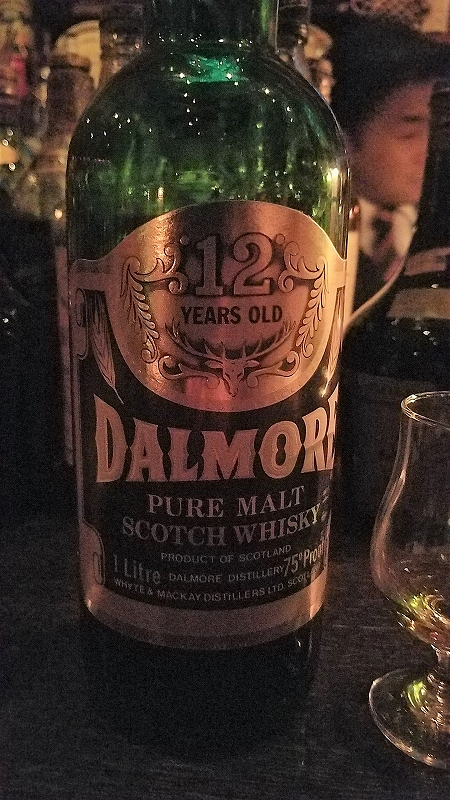 12
YEARS OLD
DALMORE
PURE MALT
SCOTCH WHISKY
PRODUCT OF SCOTLAND
1 Litre DALMORE DISTILLERY 75° Proof
WHYTE & MACKAY DISTILLERS LTD.